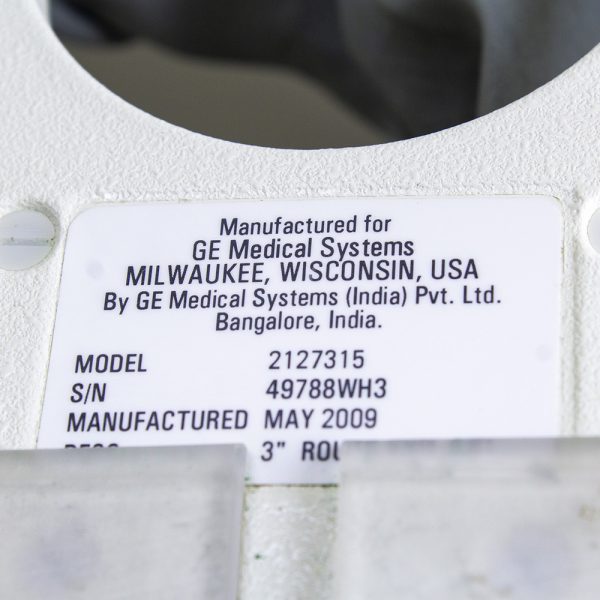 Manufactured for
GE Medical Systems
MILWAUKEE, WISCONSIN, USA
By GE Medical Systems (India) Pvt. Ltd.
Bangalore, India.
MODEL 2127315
S/N 49788WH3
MANUFACTURED MAY 2009
3"